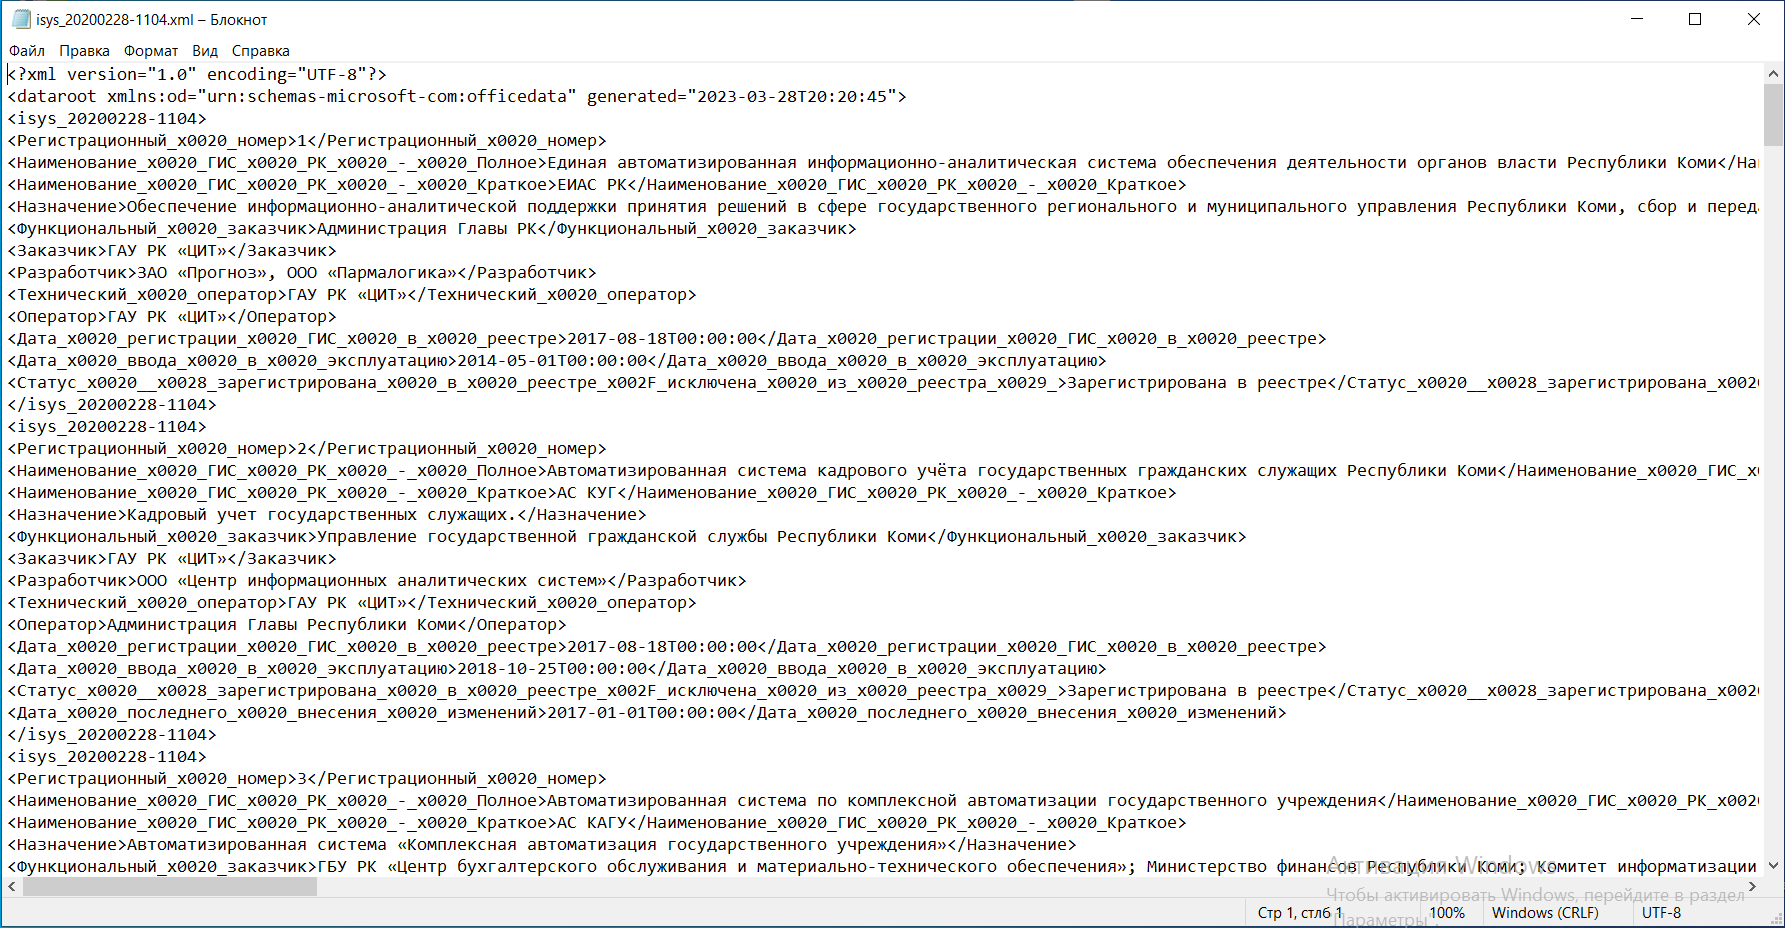 isys_20200228-1104.xml – Блокнот
Файл Правка Формат Вид Справка
<?xml version="1.0" encoding="UTF-8"?>
<dataroot xmlns:od="urn:schemas-microsoft-com:officedata" generated="2023-03-28T20:20:45">
<isys_20200228-1104>
<Регистрационный_x0020_номер>1</Регистрационный_x0020_номер>
<Наименование_x0020_ГИС_x0020_РК_x0020_-_x0020_Полное>Единая автоматизированная информационно-аналитическая система обеспечения деятельности органов власти Республики Коми</На
<Наименование_x0020_ГИС_x0020_РК_x0020_-_x0020_Краткое>ЕИАС РК</Наименование_x0020_ГИС_x0020_РК_x0020_-_x0020_Краткое>
<Назначение>Обеспечение информационно-аналитической поддержки принятия решений в сфере государственного регионального и муниципального управления Республики Коми, сбор и перед
<Функциональный_x0020_заказчик>Администрация Главы РК</Функциональный_x0020_заказчик>
<Заказчик>ГАУ РК «ЦИТ»</Заказчик>
<Разработчик>ЗАО «Прогноз», ООО «Пармалогика»</Разработчик>
<Технический_x0020_оператор>ГАУ РК «ЦИТ»</Технический_x0020_оператор>
<Оператор>ГАУ РК «ЦИТ»</Оператор>
<Дата_x0020_регистрации_x0020_ГИС_x0020_в_x0020_реестре>2017-08-18T00:00:00</Дата_x0020_регистрации_x0020_ГИС_x0020_в_x0020_реестре>
<Дата_x0020_ввода_x0020_в_x0020_эксплуатацию>2014-05-01T00:00:00</Дата_x0020_ввода_x0020_в_x0020_эксплуатацию>
<Статус_x0020__x0028_зарегистрирована_x0020_в_x0020_реестре_x002F_исключена_x0020_из_x0020_реестра_x0029_>Зарегистрирована в реестре</Статус_x0020__x0028_зарегистрирована_x002
</isys_20200228-1104>
<isys_20200228-1104>
<Регистрационный_x0020_номер>2</Регистрационный_x0020_номер>
<Наименование_x0020_ГИС_x0020_РК_x0020_-_x0020_Полное>Автоматизированная система кадрового учёта государственных гражданских служащих Республики Коми</Наименование_x0020_ГИС_x0
<Наименование_x0020_ГИС_x0020_РК_x0020_-_x0020_Краткое>АС КУГ</Наименование_x0020_ГИС_x0020_РК_x0020_-_x0020_Краткое>
<Назначение>Кадровый учет государственных служащих.</Назначение>
<Функциональный_x0020_заказчик>Управление государственной гражданской службы Республики Коми</Функциональный_x0020_заказчик>
<Заказчик>ГАУ РК «ЦИТ»</Заказчик>
<Разработчик>ООО «Центр информационных аналитических систем»</Разработчик>
<Технический_x0020_оператор>ГАУ РК «ЦИТ»</Технический_x0020_оператор>
<Оператор>Администрация Главы Республики Коми</Оператор>
<Дата_x0020_регистрации_x0020_ГИС_x0020_в_x0020_реестре>2017-08-18T00:00:00</Дата_x0020_регистрации_x0020_ГИС_x0020_в_x0020_реестре>
<Дата_x0020_ввода_x0020_в_x0020_эксплуатацию>2018-10-25T00:00:00</Дата_x0020_ввода_x0020_в_x0020_эксплуатацию>
<Статус_x0020__x0028_зарегистрирована_x0020_в_x0020_реестре_x002F_исключена_x0020_из_x0020_реестра_x0029_>Зарегистрирована в реестре</Статус_x0020__x0028_зарегистрирована_x002
<Дата_x0020_последнего_x0020_внесения_x0020_изменений>2017-01-01T00:00:00</Дата_x0020_последнего_x0020_внесения_x0020_изменений>
</isys_20200228-1104>
<isys_20200228-1104>
<Регистрационный_x0020_номер>3</Регистрационный_x0020_номер>
<Наименование_x0020_ГИС_x0020_РК_x0020_-_x0020_Полное>Автоматизированная система по комплексной автоматизации государственного учреждения</Наименование_x0020_ГИС_x0020_РК_x002
<Наименование_x0020_ГИС_x0020_РК_x0020_-_x0020_Краткое>АС КАГУ</Наименование_x0020_ГИС_x0020_РК_x0020_-_x0020_Краткое>
<Назначение>Автоматизированная система «Комплексная автоматизация государственного учреждения»</Назначение>
<Функциональный_x0020_заказчик>ГБУ РК «Центр бухгалтерского обслуживания и материально-технического обеспечения»; Министерство финансов Республики Коми; Комитет информатизации
Активация Windows
Чтобы активировать Windows, перейдите в раздел
"Параметры".
Стр 1, стлб 1 100% Windows (CRLF) UTF-8